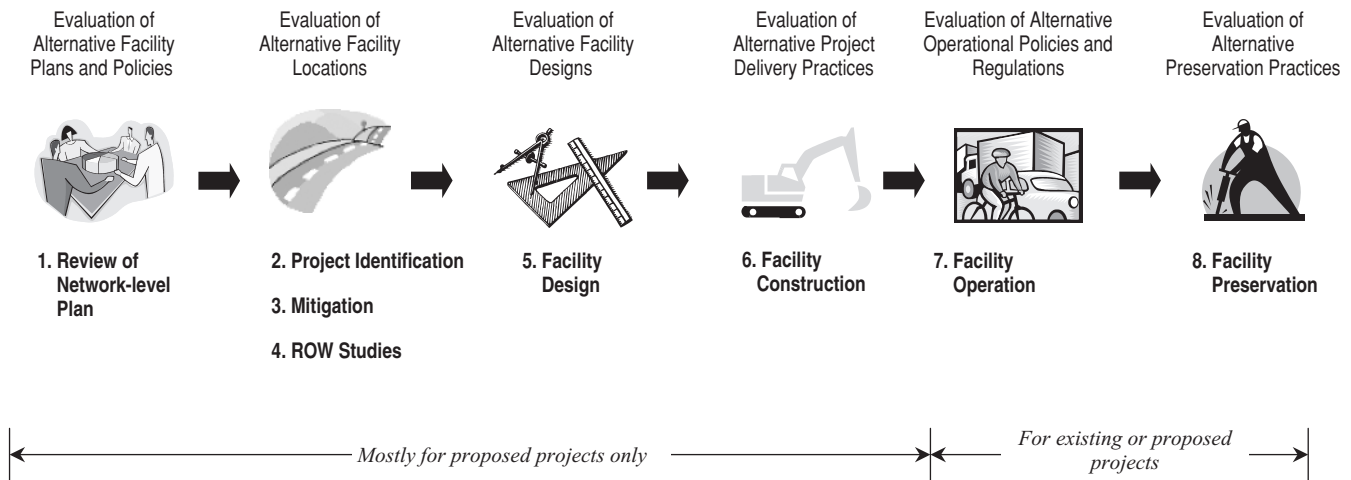 Evaluation of
Alternative Facility
Plans and Policies
Evaluation of
Alternative Facility
Locations
Evaluation of
Alternative Facility
Designs
Evaluation of
Alternative Project
Delivery Practices
Evaluation of Alternative
Operational Policies and
Regulations
Evaluation of
Alternative
Preservation Practices
1. Review of
Network-level
Plan
2. Project Identification
3. Mitigation
4. ROW Studies
5. Facility
Design
6. Facility
Construction
7. Facility
Operation
8. Facility
Preservation
Mostly for proposed projects only
For existing or proposed
projects